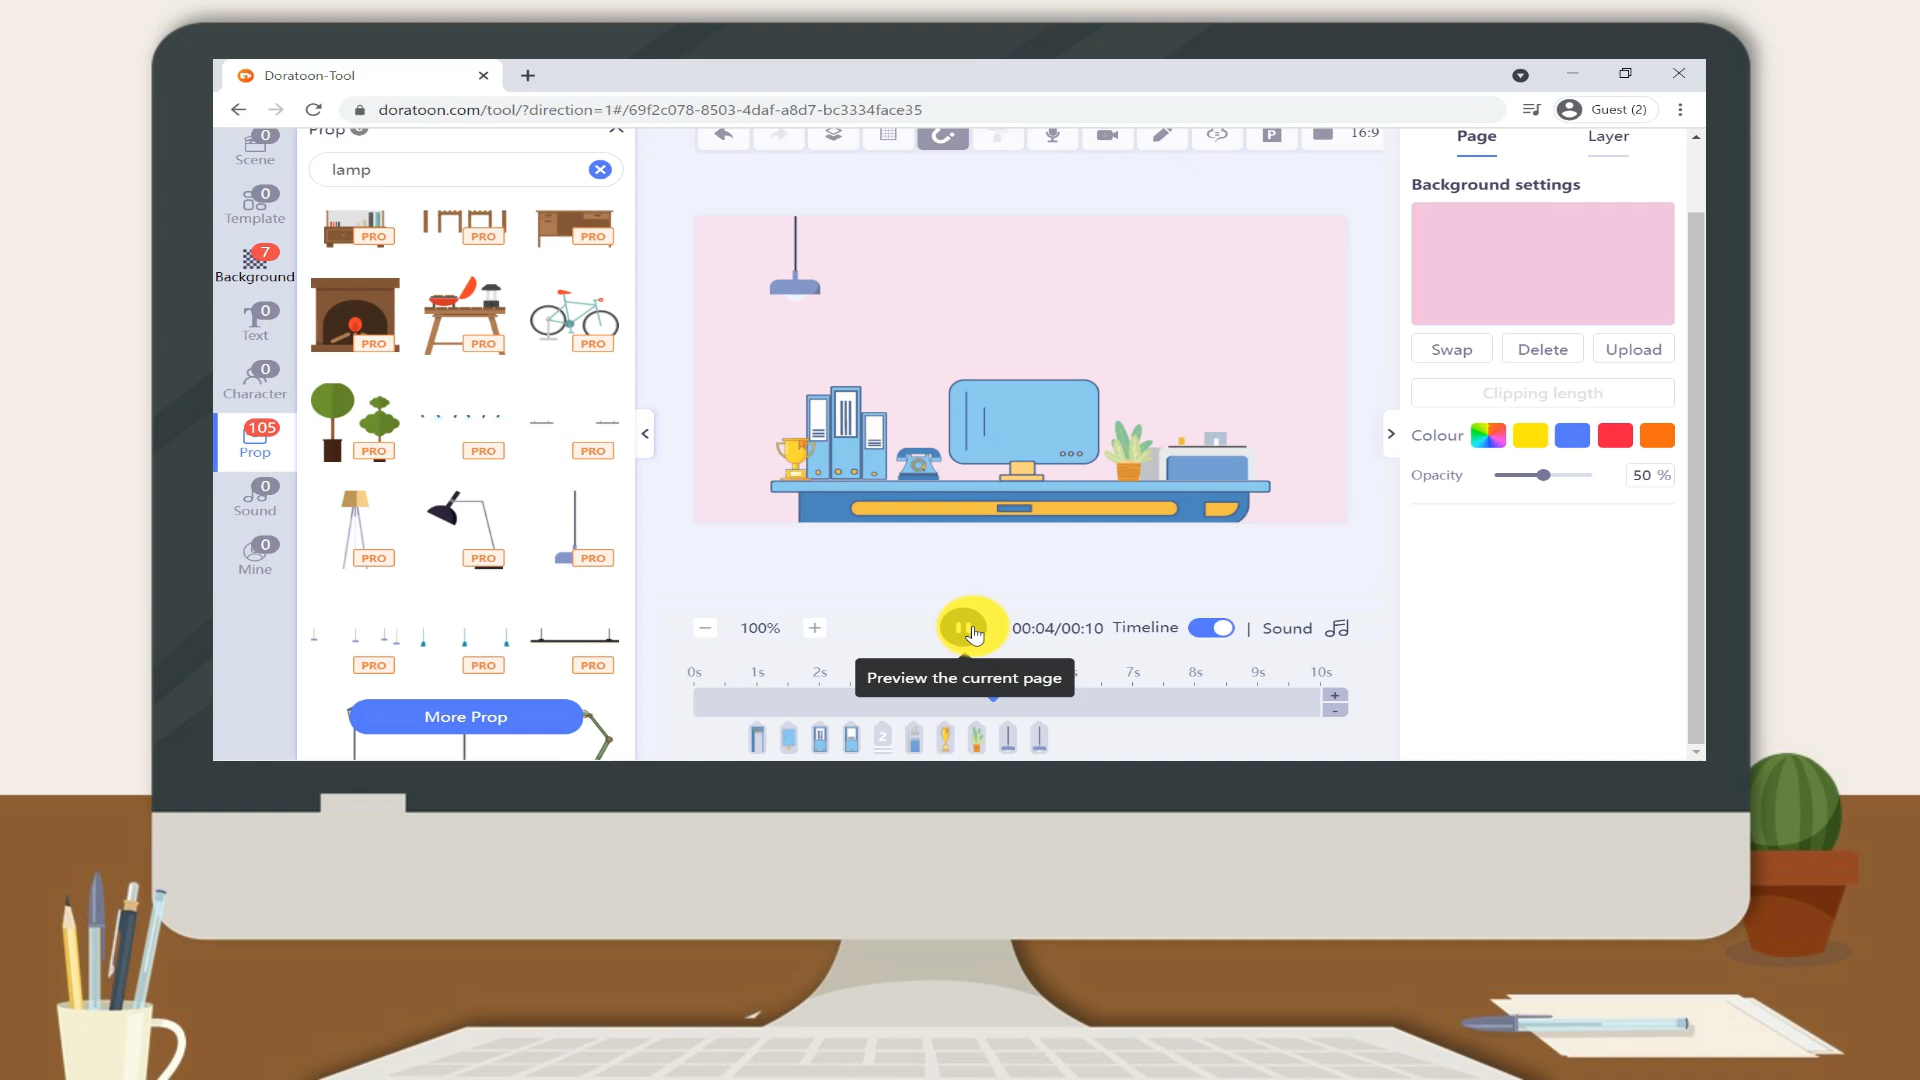 Doratoon-Tool
doratoon.com/tool/?direction=1#/69f2c078-8503-4daf-a8d7-bc3334face35
Guest (2)
0
Scene
0
Template
7
Background
0
Text
0
Character
105
Prop
0
Sound
0
Mine
Prop
lamp
PRO PRO PRO
PRO PRO PRO
PRO PRO PRO
PRO PRO PRO
PRO PRO PRO
More Prop
P
16:9
100%
00:04/00:10 Timeline | Sound
Preview the current page
0s 1s 2s 7s 8s 9s 10s
2
Page Layer
Background settings
Swap Delete Upload
Clipping length
Colour
Opacity 50 %